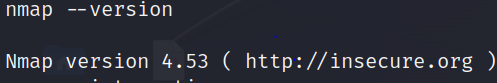 nmap --version
Nmap version 4.53 ( http://insecure.org )